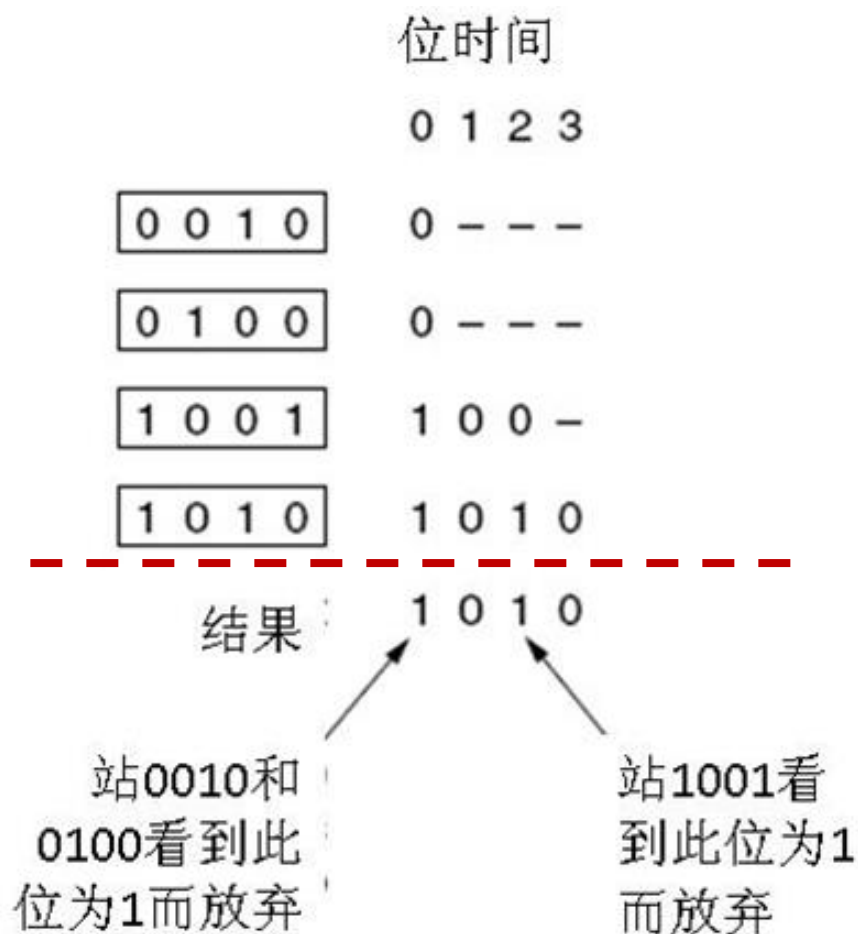 位时间
0 1 2 3
0 0 1 0 0 – – –
0 1 0 0 0 – – –
1 0 0 1 1 0 0 –
1 0 1 0 1 0 1 0
结果 1 0 1 0
站0010和
0100看到此
位为1而放弃
站1001看
到此位为1
而放弃